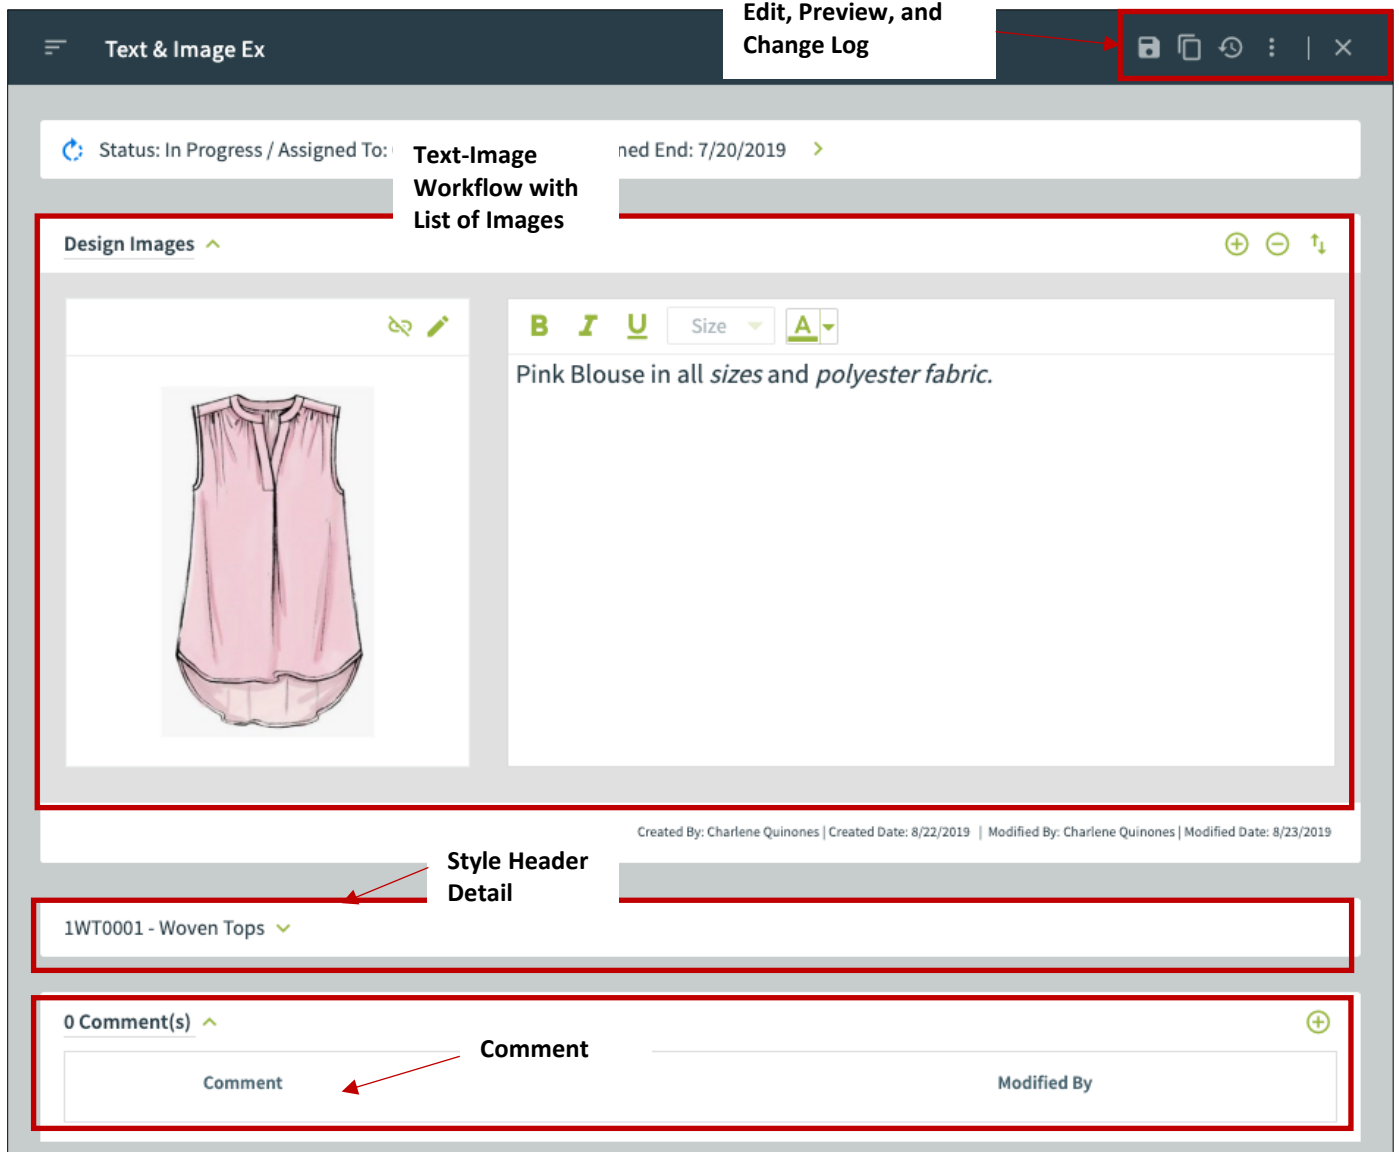 Edit, Preview, and
Change Log
Text & Image Ex
Status: In Progress / Assigned To:
End: 7/20/2019
Text-Image
Workflow with
List of Images
Design Images
B I U Size A
Pink Blouse in all sizes and polyester fabric.
Created By: Charlene Quinones | Created Date: 8/22/2019 | Modified By: Charlene Quinones | Modified Date: 8/23/2019
Style Header
Detail
1WT0001 - Woven Tops
0 Comment(s)
Comment
Comment Modified By